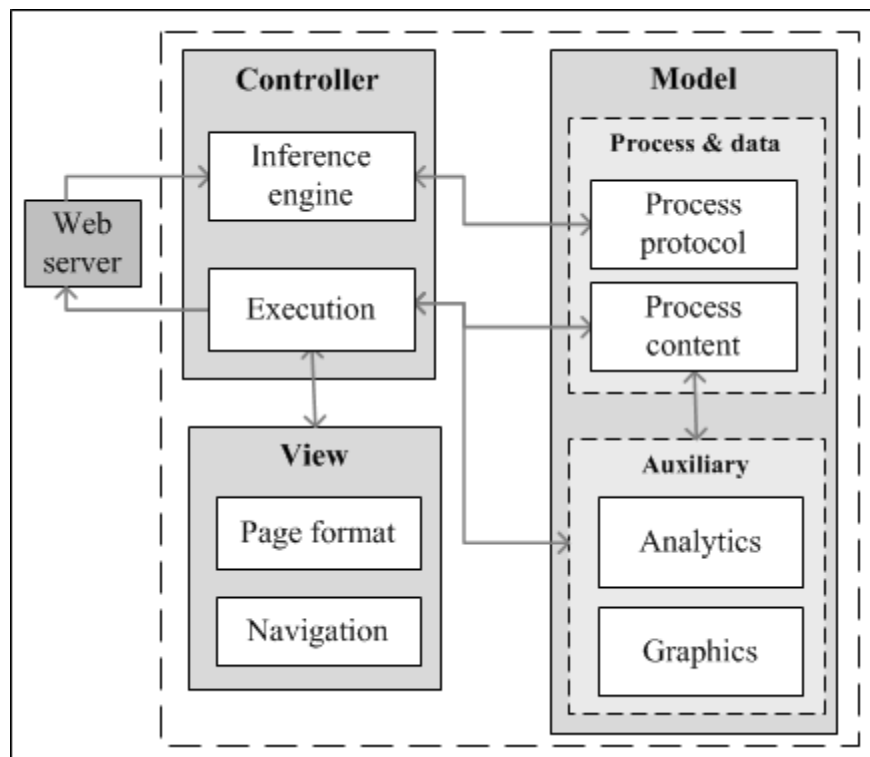 Controller
Inference
engine
Execution
Web
server
View
Page format
Navigation
Model
Process & data
Process
protocol
Process
content
Auxiliary
Analytics
Graphics